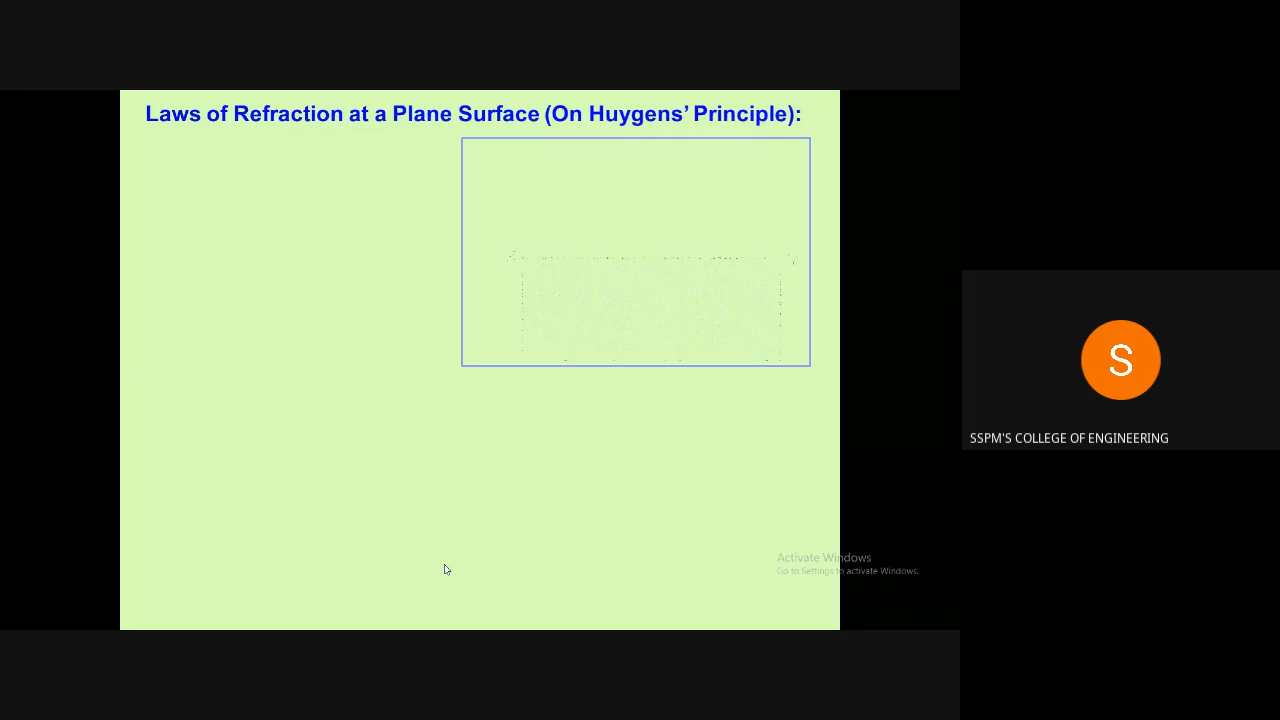 Laws of Refraction at a Plane Surface (On Huygens' Principle):
S
SSPM'S COLLEGE OF ENGINEERING
Activate Windows
Go to Settings to activate Windows.